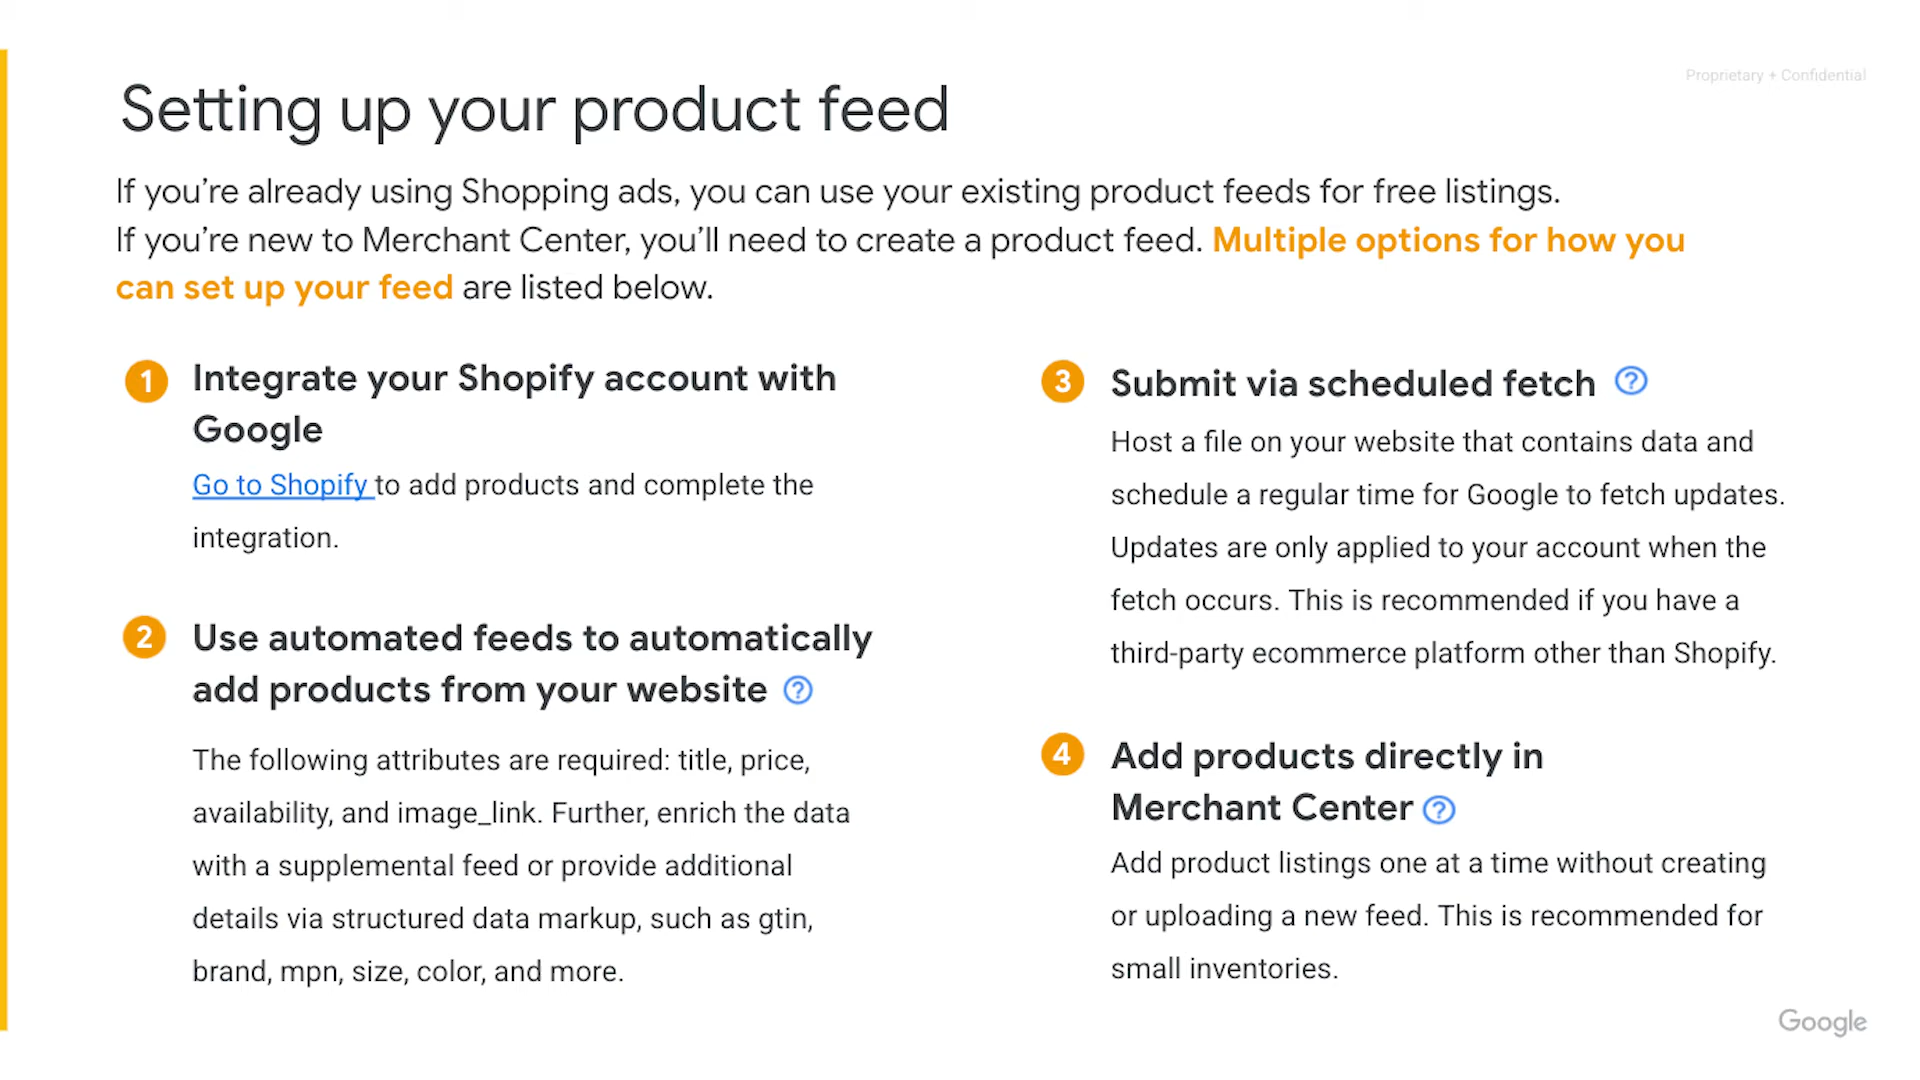 Proprietary + Confidential
Setting up your product feed
If you’re already using Shopping ads, you can use your existing product feeds for free listings.
If you’re new to Merchant Center, you’ll need to create a product feed. Multiple options for how you
can set up your feed are listed below.
1 Integrate your Shopify account with
Google
Go to Shopify to add products and complete the
integration.
2 Use automated feeds to automatically
add products from your website ?
The following attributes are required: title, price,
availability, and image_link. Further, enrich the data
with a supplemental feed or provide additional
details via structured data markup, such as gtin,
brand, mpn, size, color, and more.
3 Submit via scheduled fetch ?
Host a file on your website that contains data and
schedule a regular time for Google to fetch updates.
Updates are only applied to your account when the
fetch occurs. This is recommended if you have a
third-party ecommerce platform other than Shopify.
4 Add products directly in
Merchant Center ?
Add product listings one at a time without creating
or uploading a new feed. This is recommended for
small inventories.
Google